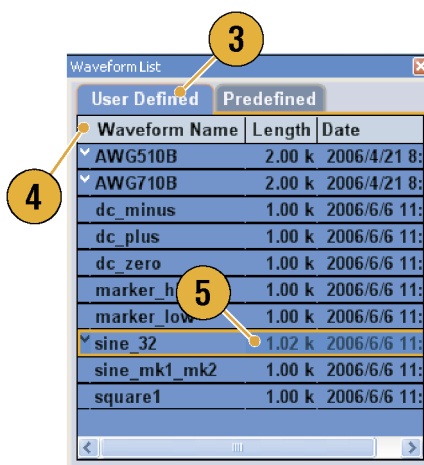 3
Waveform List
User Defined Predefined
Waveform Name Length Date
AWG510B 2.00 k 2006/4/21 8:
AWG710B 2.00 k 2006/4/21 8:
4
dc_minus 1.00 k 2006/6/6 11:
dc_plus 1.00 k 2006/6/6 11:
dc_zero 1.00 k 2006/6/6 11:
marker_h 1.00 k 2006/6/6 11:
5
marker_low 1.00 k 2006/6/6 11:
sine_32 1.02 k 2006/6/6 11:
sine_mk1_mk2 1.00 k 2006/6/6 11:
square1 1.00 k 2006/6/6 11: